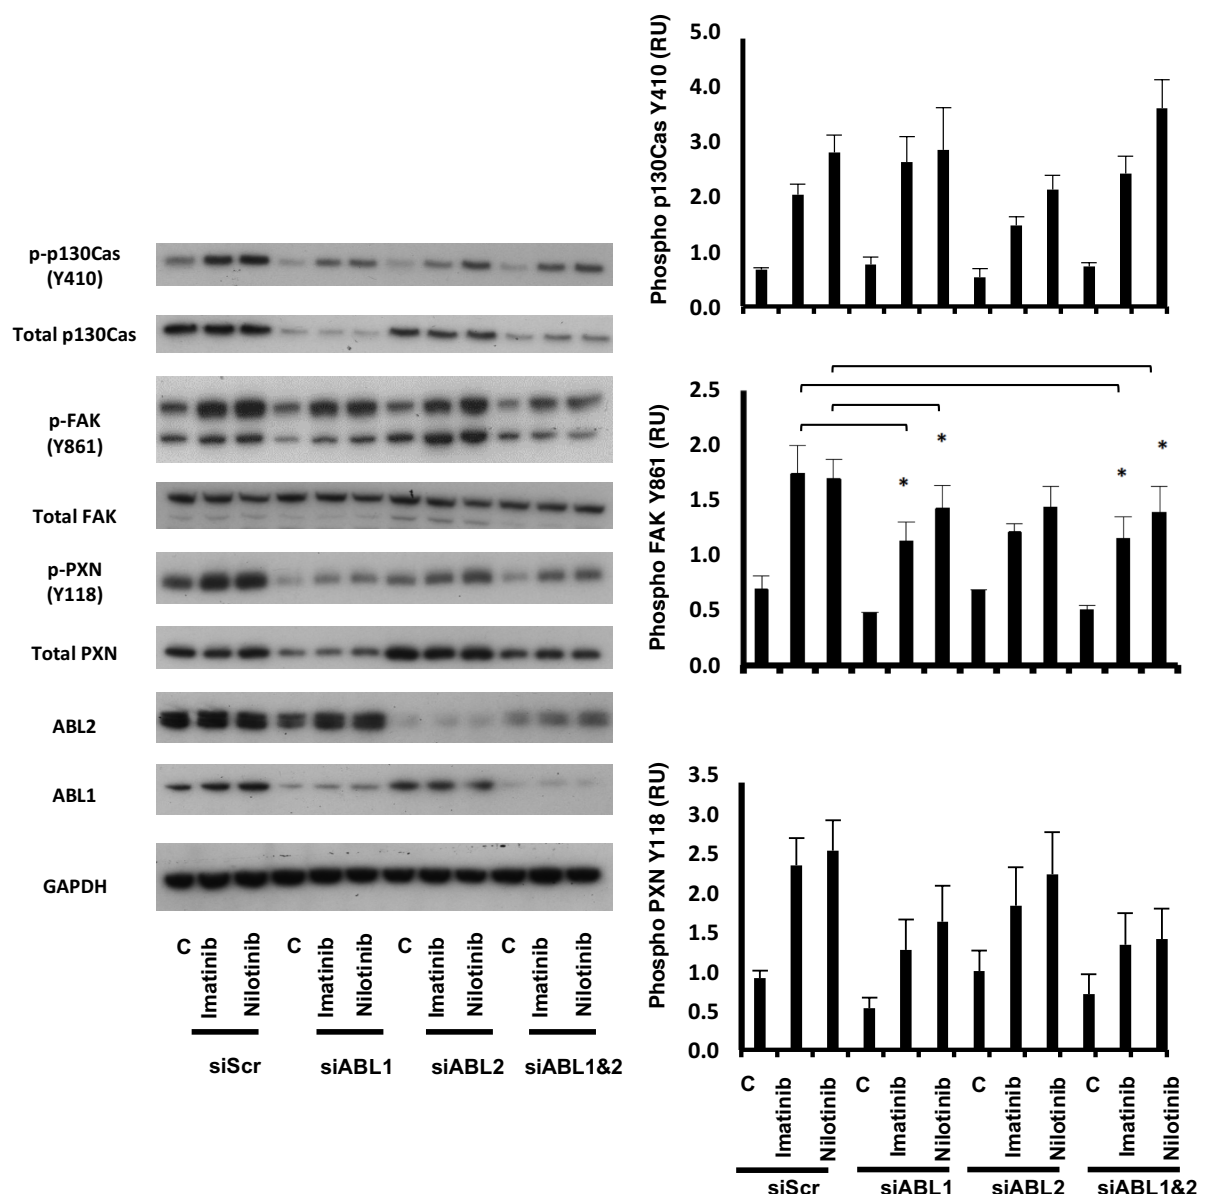 p-p130Cas
(Y410)
Total p130Cas
p-FAK
(Y861)
Total FAK
p-PXN
(Y118)
Total PXN
ABL2
ABL1
GAPDH
C Imatinib Nilotinib C Imatinib Nilotinib C Imatinib Nilotinib C Imatinib Nilotinib
siScr siABL1 siABL2 siABL1&2
Phospho p130Cas Y410 (RU)
5.0
4.0
3.0
2.0
1.0
0.0
Phospho FAK Y861 (RU)
2.5
2.0
1.5
1.0
0.5
0.0
* * * *
Phospho PXN Y118 (RU)
3.5
3.0
2.5
2.0
1.5
1.0
0.5
0.0
C Imatinib Nilotinib C Imatinib Nilotinib C Imatinib Nilotinib C Imatinib Nilotinib
siScr siABL1 siABL2 siABL1&2